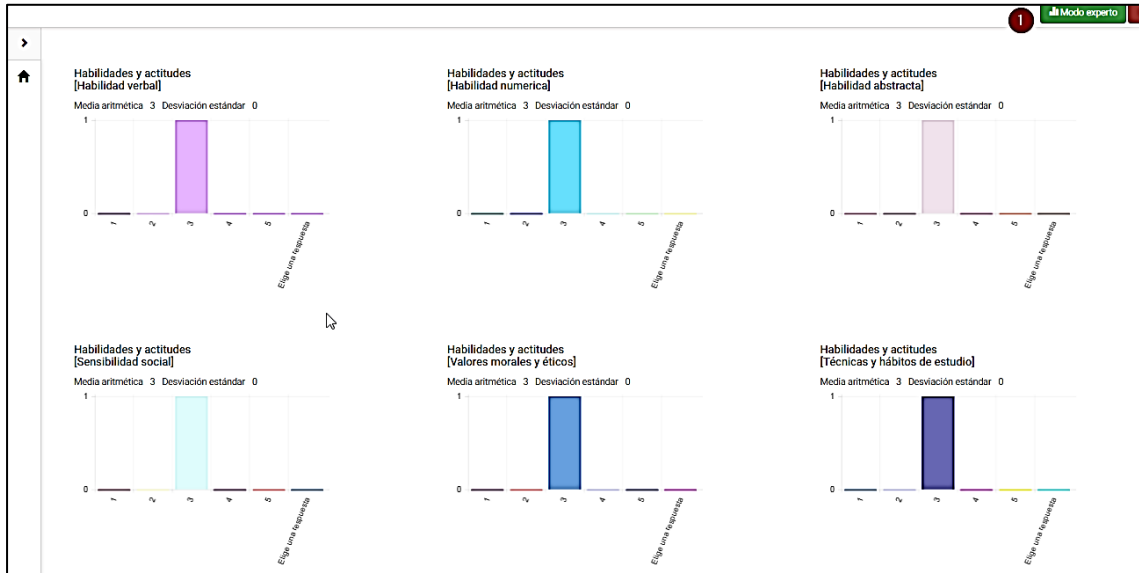 1 Modo experto
Habilidades y actitudes
[Habilidad verbal]
Media aritmética 3 Desviación estándar 0
1
0
1 2 3 4 5 Elige una respuesta
Habilidades y actitudes
[Habilidad numerica]
Media aritmética 3 Desviación estándar 0
1
0
1 2 3 4 5 Elige una respuesta
Habilidades y actitudes
[Habilidad abstracta]
Media aritmética 3 Desviación estándar 0
1
0
1 2 3 4 5 Elige una respuesta
Habilidades y actitudes
[Sensibilidad social]
Media aritmética 3 Desviación estándar 0
1
0
1 2 3 4 5 Elige una respuesta
Habilidades y actitudes
[Valores morales y éticos]
Media aritmética 3 Desviación estándar 0
1
0
1 2 3 4 5 Elige una respuesta
Habilidades y actitudes
[Técnicas y hábitos de estudio]
Media aritmética 3 Desviación estándar 0
1
0
1 2 3 4 5 Elige una respuesta